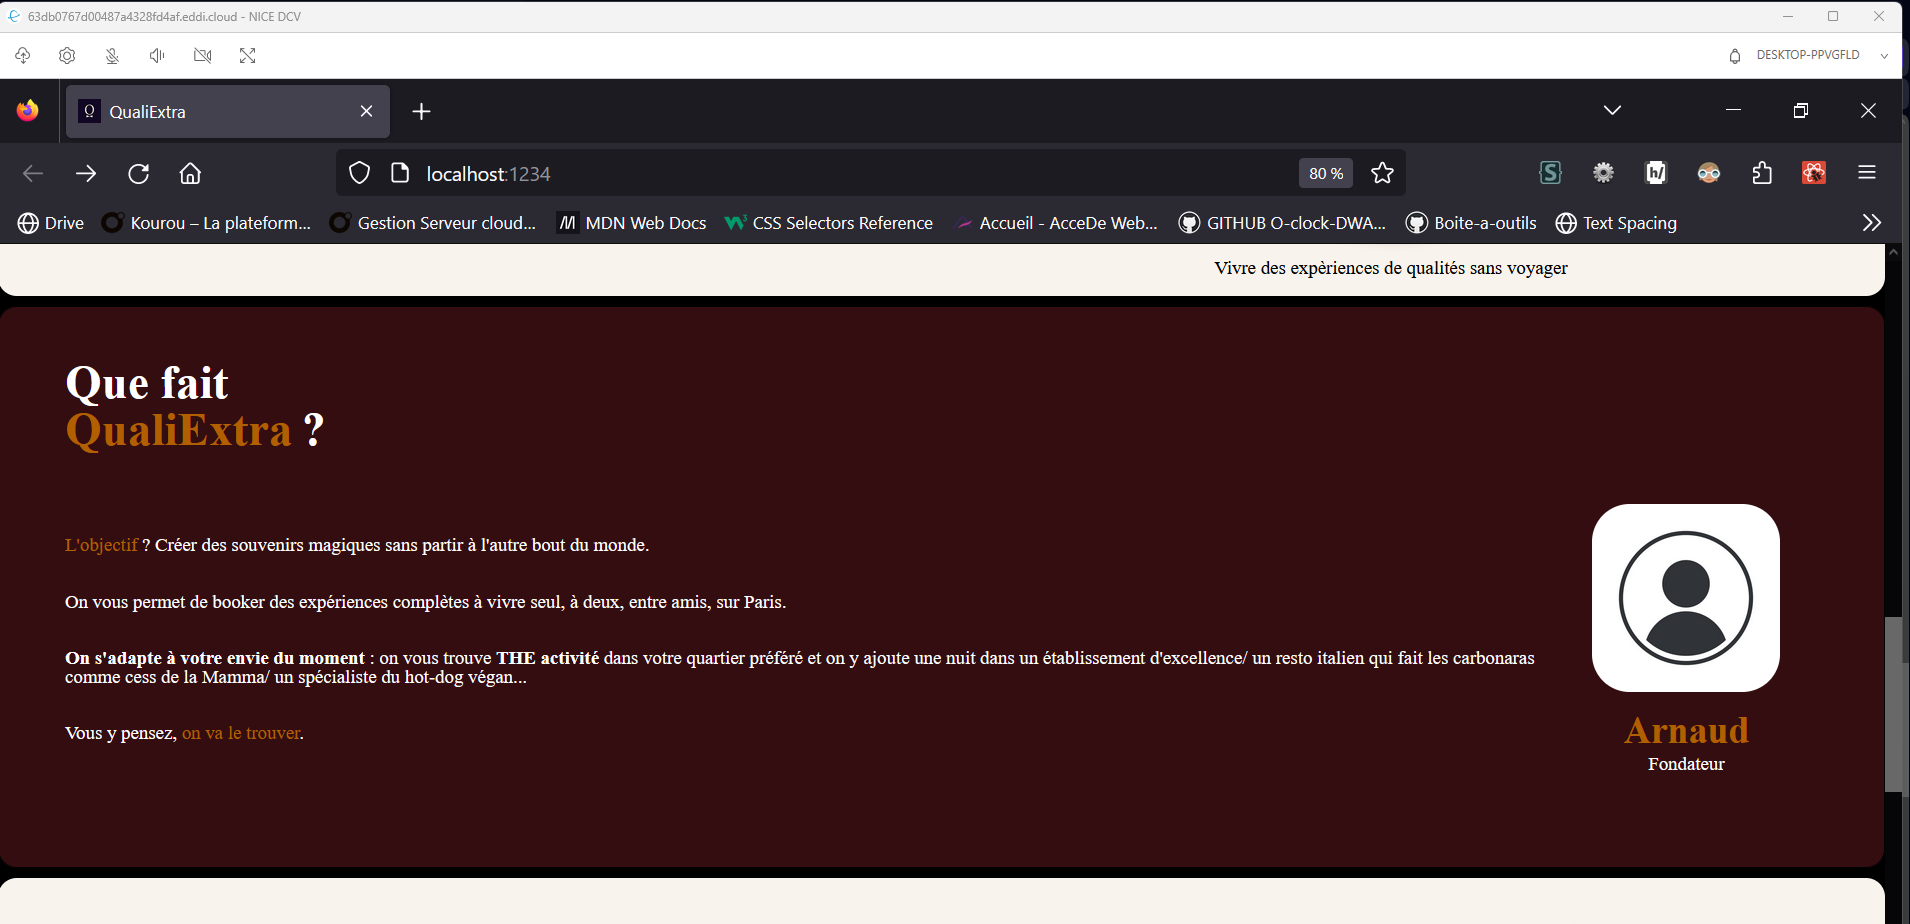 63db0767d00487a4328fd4af.eddi.cloud - NICE DCV
DESKTOP-PPVGFLD
QualiExtra
localhost:1234
80 %
Drive
Kourou – La plateform...
Gestion Serveur cloud...
MDN Web Docs
CSS Selectors Reference
Accueil - AcceDe Web...
GITHUB O-clock-DWA...
Boite-a-outils
Text Spacing
Vivre des expèriences de qualités sans voyager
Que fait
QualiExtra ?
L'objectif ? Créer des souvenirs magiques sans partir à l'autre bout du monde.
On vous permet de booker des expériences complètes à vivre seul, à deux, entre amis, sur Paris.
On s'adapte à votre envie du moment : on vous trouve THE activité dans votre quartier préféré et on y ajoute une nuit dans un établissement d'excellence/ un resto italien qui fait les carbonaras
comme cess de la Mamma/ un spécialiste du hot-dog végan...
Vous y pensez, on va le trouver.
Arnaud
Fondateur